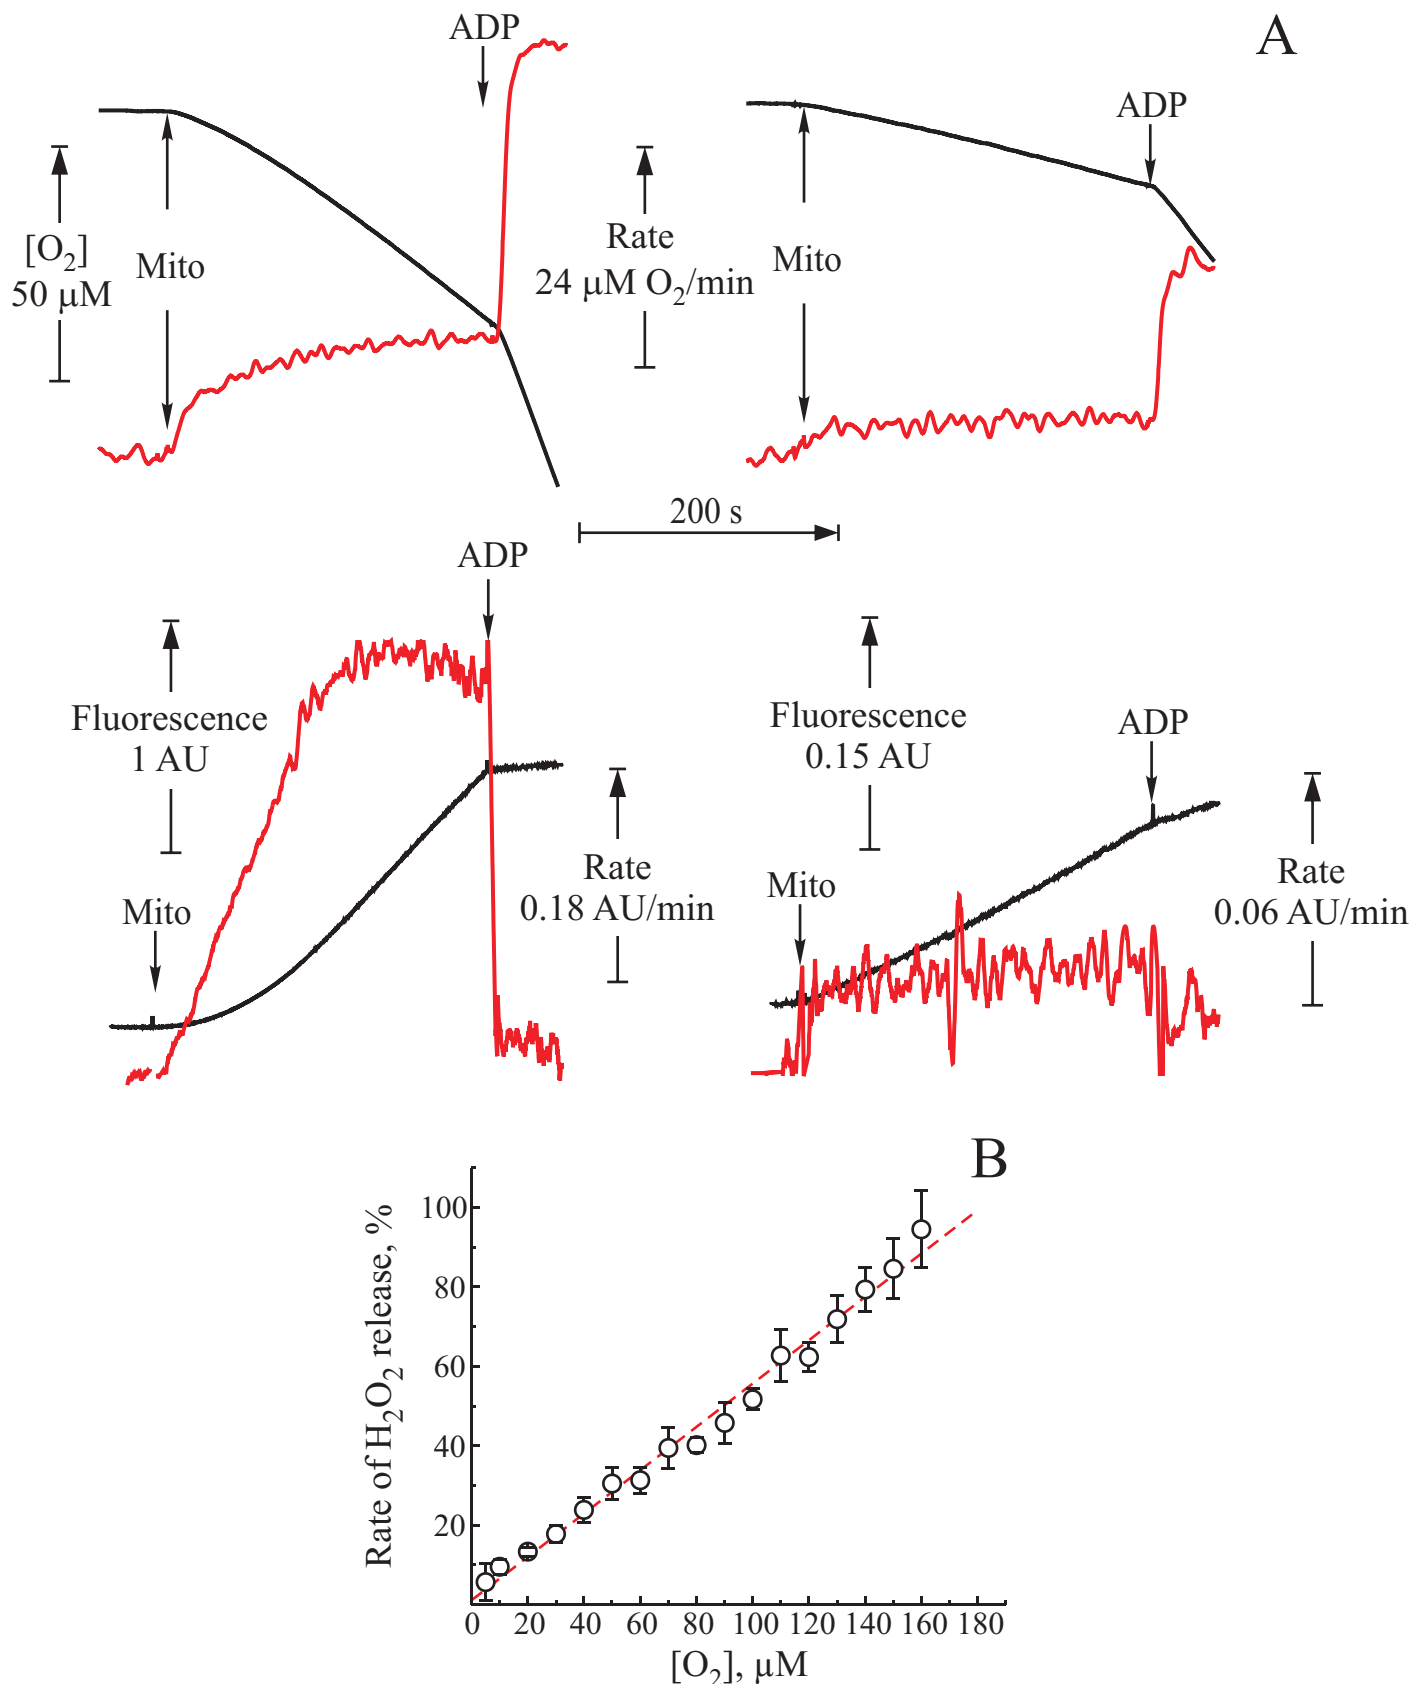 A
ADP
ADP
[O₂]
50 μM
Mito
Rate
24 μM O₂/min
Mito
200 s
ADP
Fluorescence
1 AU
Mito
Rate
0.18 AU/min
Fluorescence
0.15 AU
ADP
Mito
Rate
0.06 AU/min
B
Rate of H₂O₂ release, %
100
80
60
40
20
0 20 40 60 80 100 120 140 160 180
[O₂], μM